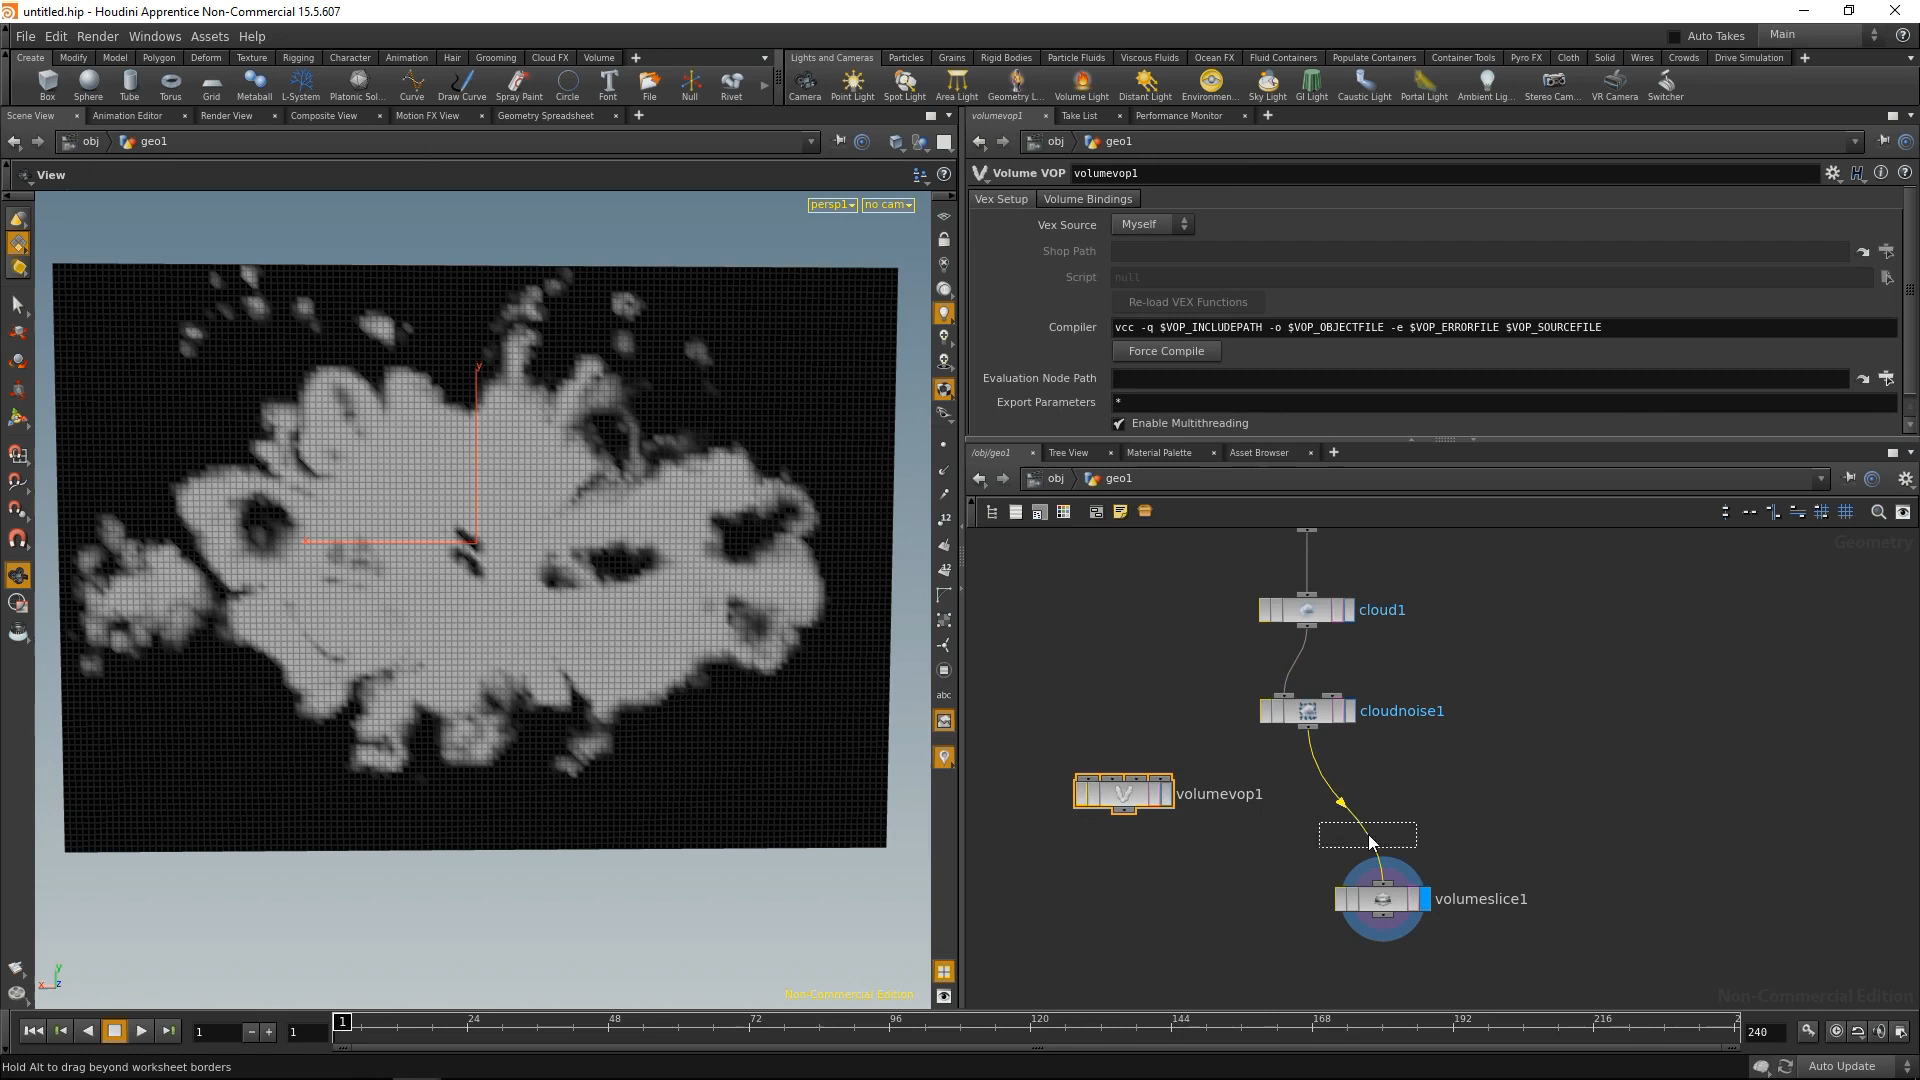 untitled.hip - Houdini Apprentice Non-Commercial 15.5.607
File Edit Render Windows Assets Help
Auto Takes Main
Create Modify Model Polygon Deform Texture Rigging Character Animation Hair Grooming Cloud FX Volume
Lights and Cameras Particles Grains Rigid Bodies Particle Fluids Viscous Fluids Ocean FX Fluid Containers Populate Containers Container Tools Pyro FX Cloth Solid Wires Crowds Drive Simulation
Box Sphere Tube Torus Grid Metaball L-System Platonic Sol... Curve Draw Curve Spray Paint Circle Font File Null Rivet
Camera Point Light Spot Light Area Light Geometry L... Volume Light Distant Light Environmen... Sky Light GI Light Caustic Light Portal Light Ambient Lig... Stereo Cam... VR Camera Switcher
Scene View Animation Editor Render View Composite View Motion FX View Geometry Spreadsheet
volumevop1 Take List Performance Monitor
obj geo1
obj geo1
View
persp1 no cam
Volume VOP volumevop1
Vex Setup Volume Bindings
Vex Source Myself
Shop Path
Script null
Re-load VEX Functions
Compiler vcc -q $VOP_INCLUDEPATH -o $VOP_OBJECTFILE -e $VOP_ERRORFILE $VOP_SOURCEFILE
Force Compile
Evaluation Node Path
Export Parameters *
Enable Multithreading
/obj/geo1 Tree View Material Palette Asset Browser
obj geo1
Geometry
cloud1
cloudnoise1
volumevop1
volumeslice1
Non-Commercial Edition
Non-Commercial Edition
y
x
12
12
abc
y
x z
1 1 1 24 48 72 96 120 144 168 192 216 2 240
Hold Alt to drag beyond worksheet borders
Auto Update